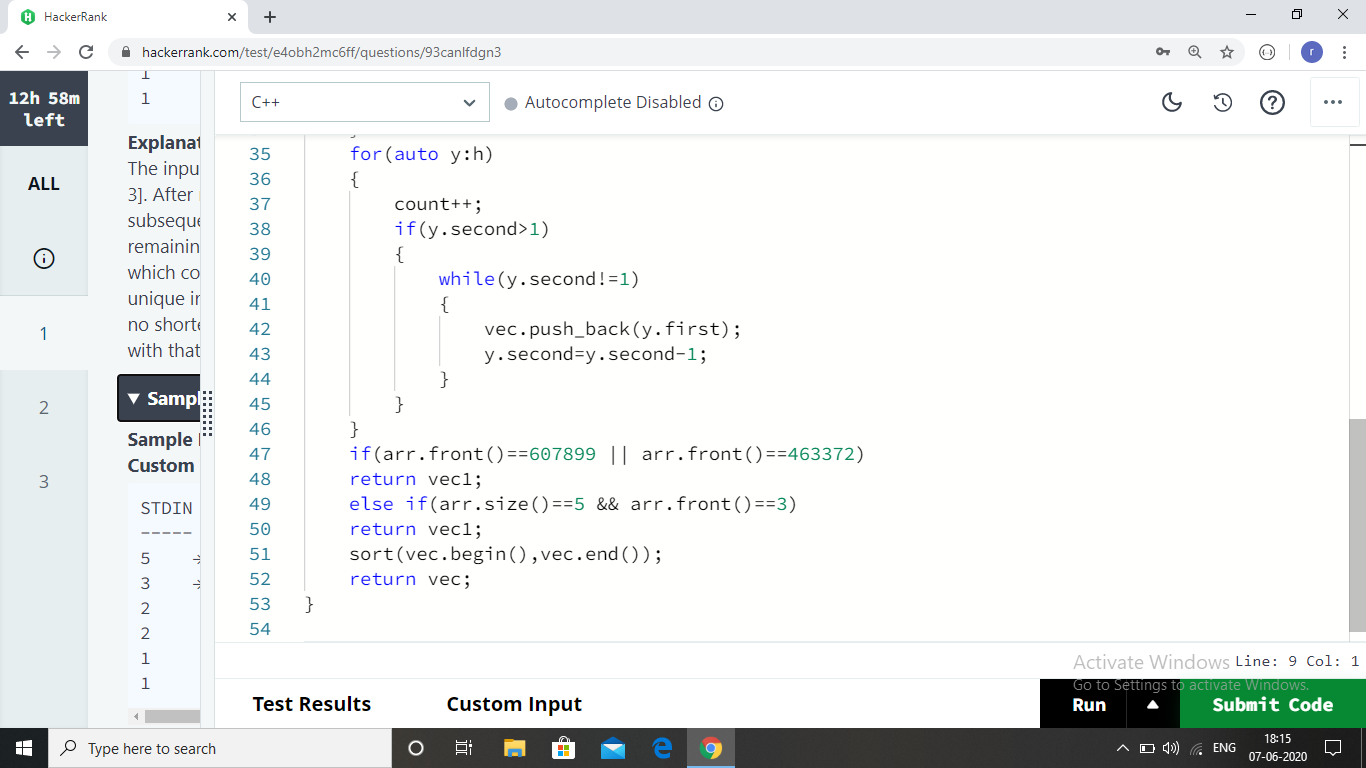 HackerRank
hackerrank.com/test/e4obh2mc6ff/questions/93canlfdgn3
r
12h 58m
left
ALL
1
2
3
1
1
Explanat
The inpu
3]. After
subseque
remainin
which co
unique in
no shorte
with that
▼ Sampl
Sample
Custom
STDIN
-----
5 →
3 →
2
2
1
1
C++
Autocomplete Disabled
35 for(auto y:h)
36 {
37 count++;
38 if(y.second>1)
39 {
40 while(y.second!=1)
41 {
42 vec.push_back(y.first);
43 y.second=y.second-1;
44 }
45 }
46 }
47 if(arr.front()==607899 || arr.front()==463372)
48 return vec1;
49 else if(arr.size()==5 && arr.front()==3)
50 return vec1;
51 sort(vec.begin(),vec.end());
52 return vec;
53 }
54
Activate Windows
Go to Settings to activate Windows.
Line: 9 Col: 1
Test Results
Custom Input
Run
Submit Code
Type here to search
ENG
18:15
07-06-2020